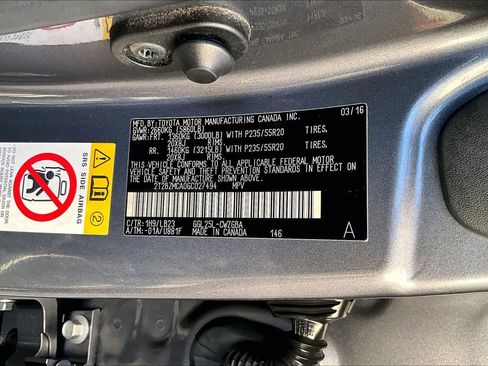 MFD.BY: TOYOTA MOTOR MANUFACTURING CANADA INC. 03/16
GVWR: 2660KG (5860LB)
GAWR: FRT. 1360KG (3000LB) WITH P235/55R20 TIRES,
20X8J RIMS,
RR. 1460KG (3215LB) WITH P235/55R20 TIRES,
20X8J RIMS,
THIS VEHICLE CONFORMS TO ALL APPLICABLE FEDERAL MOTOR
VEHICLE SAFETY AND THEFT PREVENTION STANDARDS IN EFFECT
ON THE DATE OF MANUFACTURE SHOWN ABOVE.
2T2BZMCA0GC027494 MPV
C/TR: 1H9/LB23 GGL25L-CWZGBA
A/TM: -01A/U881F MADE IN CANADA 146 A
SRS SIDE AIRBAG